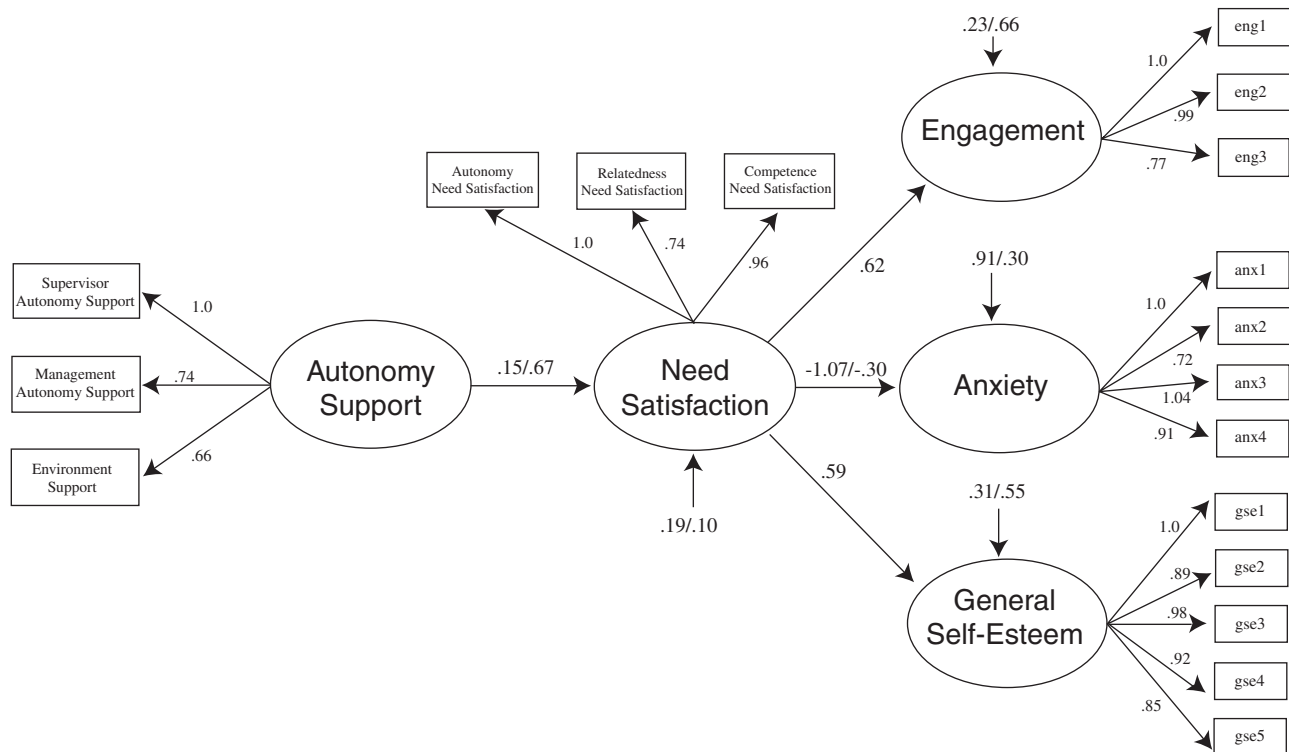 .23/.66
Engagement
1.0
.99
.77
eng1
eng2
eng3
Autonomy
Need Satisfaction
Relatedness
Need Satisfaction
Competence
Need Satisfaction
1.0
.74
.96
.62
Supervisor
Autonomy Support
Management
Autonomy Support
Environment
Support
1.0
.74
.66
Autonomy
Support
.15/.67
Need
Satisfaction
.19/.10
-1.07/-.30
.91/.30
Anxiety
1.0
.72
1.04
.91
anx1
anx2
anx3
anx4
.59
.31/.55
General
Self-Esteem
1.0
.89
.98
.92
.85
gse1
gse2
gse3
gse4
gse5